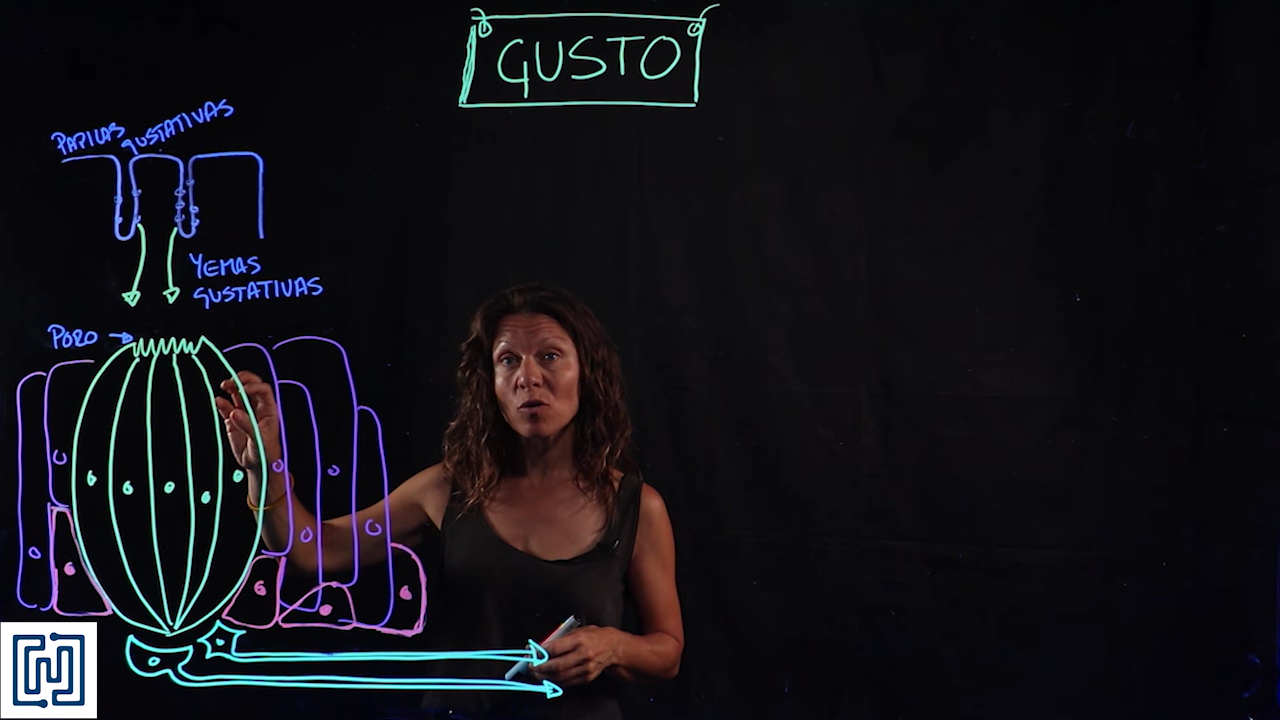 GUSTO
PAPILAS GUSTATIVAS
YEMAS
GUSTATIVAS
PORO